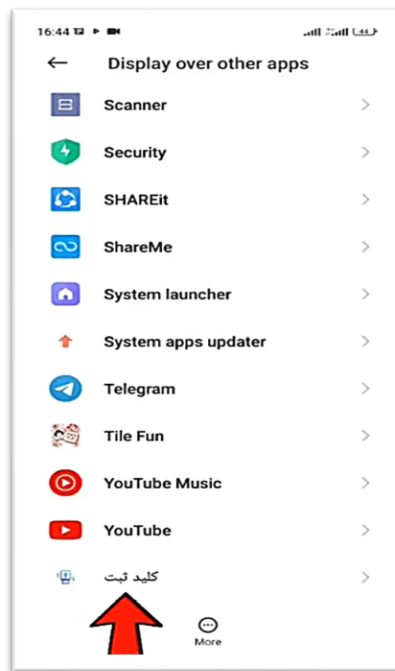 16:44
Display over other apps
Scanner
Security
SHAREit
ShareMe
System launcher
System apps updater
Telegram
Tile Fun
YouTube Music
YouTube
کلید ثبت
More